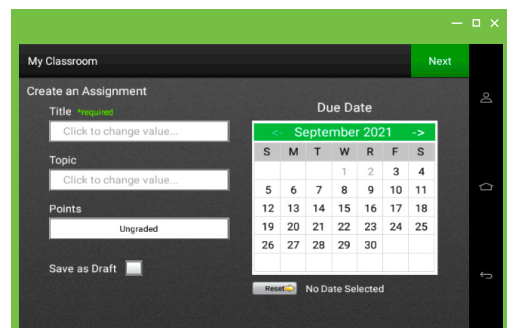 My Classroom
Next
Create an Assignment
Title *required
Click to change value...
Topic
Click to change value...
Points
Ungraded
Save as Draft
Due Date
<- September 2021 ->
S M T W R F S
1 2 3 4
5 6 7 8 9 10 11
12 13 14 15 16 17 18
19 20 21 22 23 24 25
26 27 28 29 30
Reset
No Date Selected